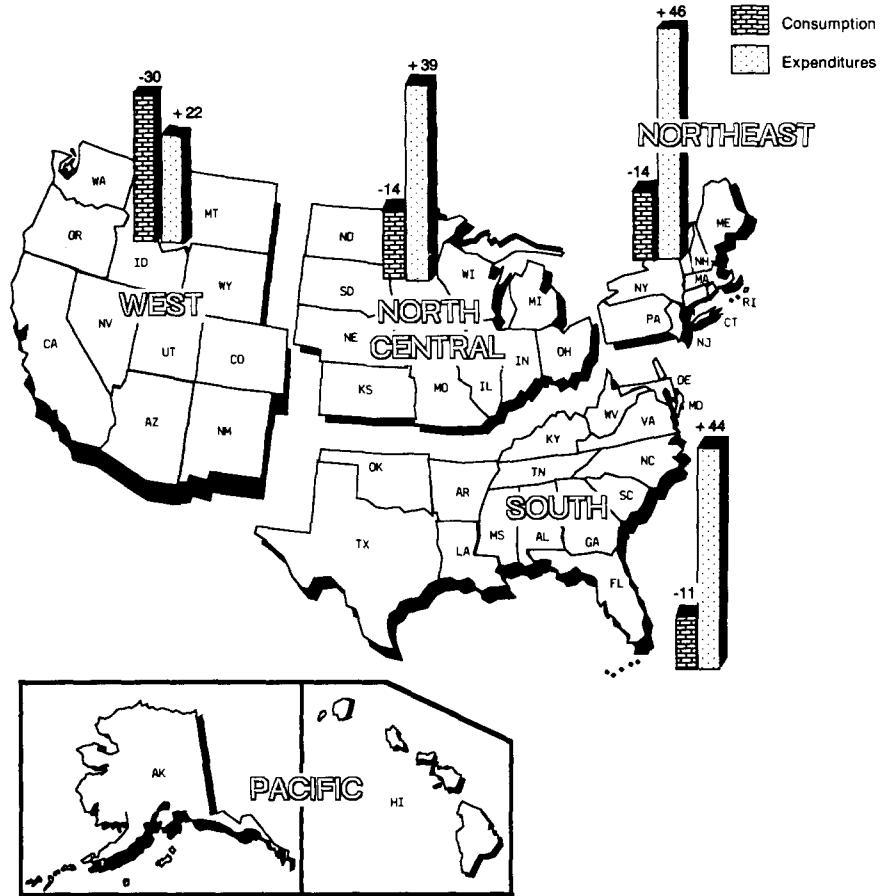 + 46
Consumption
Expenditures
-30
+ 22
+ 39
-14
NORTHEAST
-14
WA
MT
ND
ME
OR
ID
WI
NH
MA
WY
SD
MI
NY
RI
WEST
NORTH
CENTRAL
NV
NE
PA
CT
CA
UT
CO
NJ
KS
MO
IL
IN
OH
DE
MD
WV
VA
AZ
NM
KY
+ 44
OK
TN
NC
AR
SC
SOUTH
TX
LA
MS
AL
GA
FL
-11
AK
PACIFIC
HI